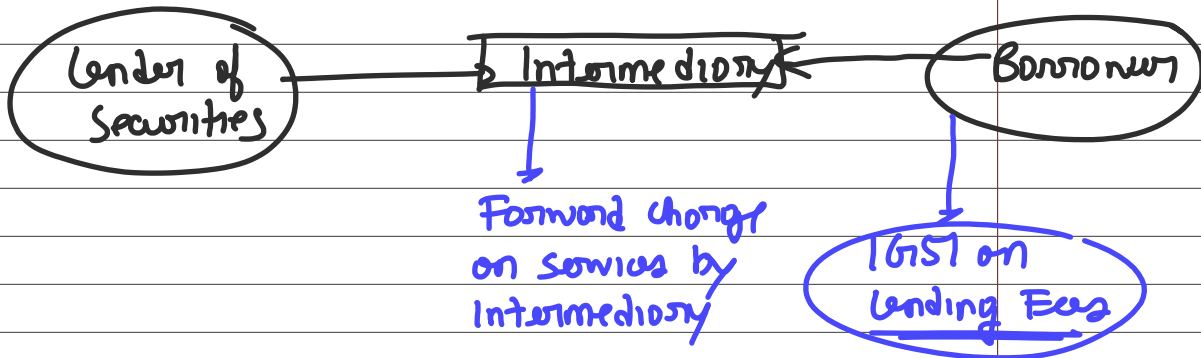 Lender of
Securities
Intermediary
Borrower
Forward charge
on services by
Intermediary
IGST on
Lending Fees